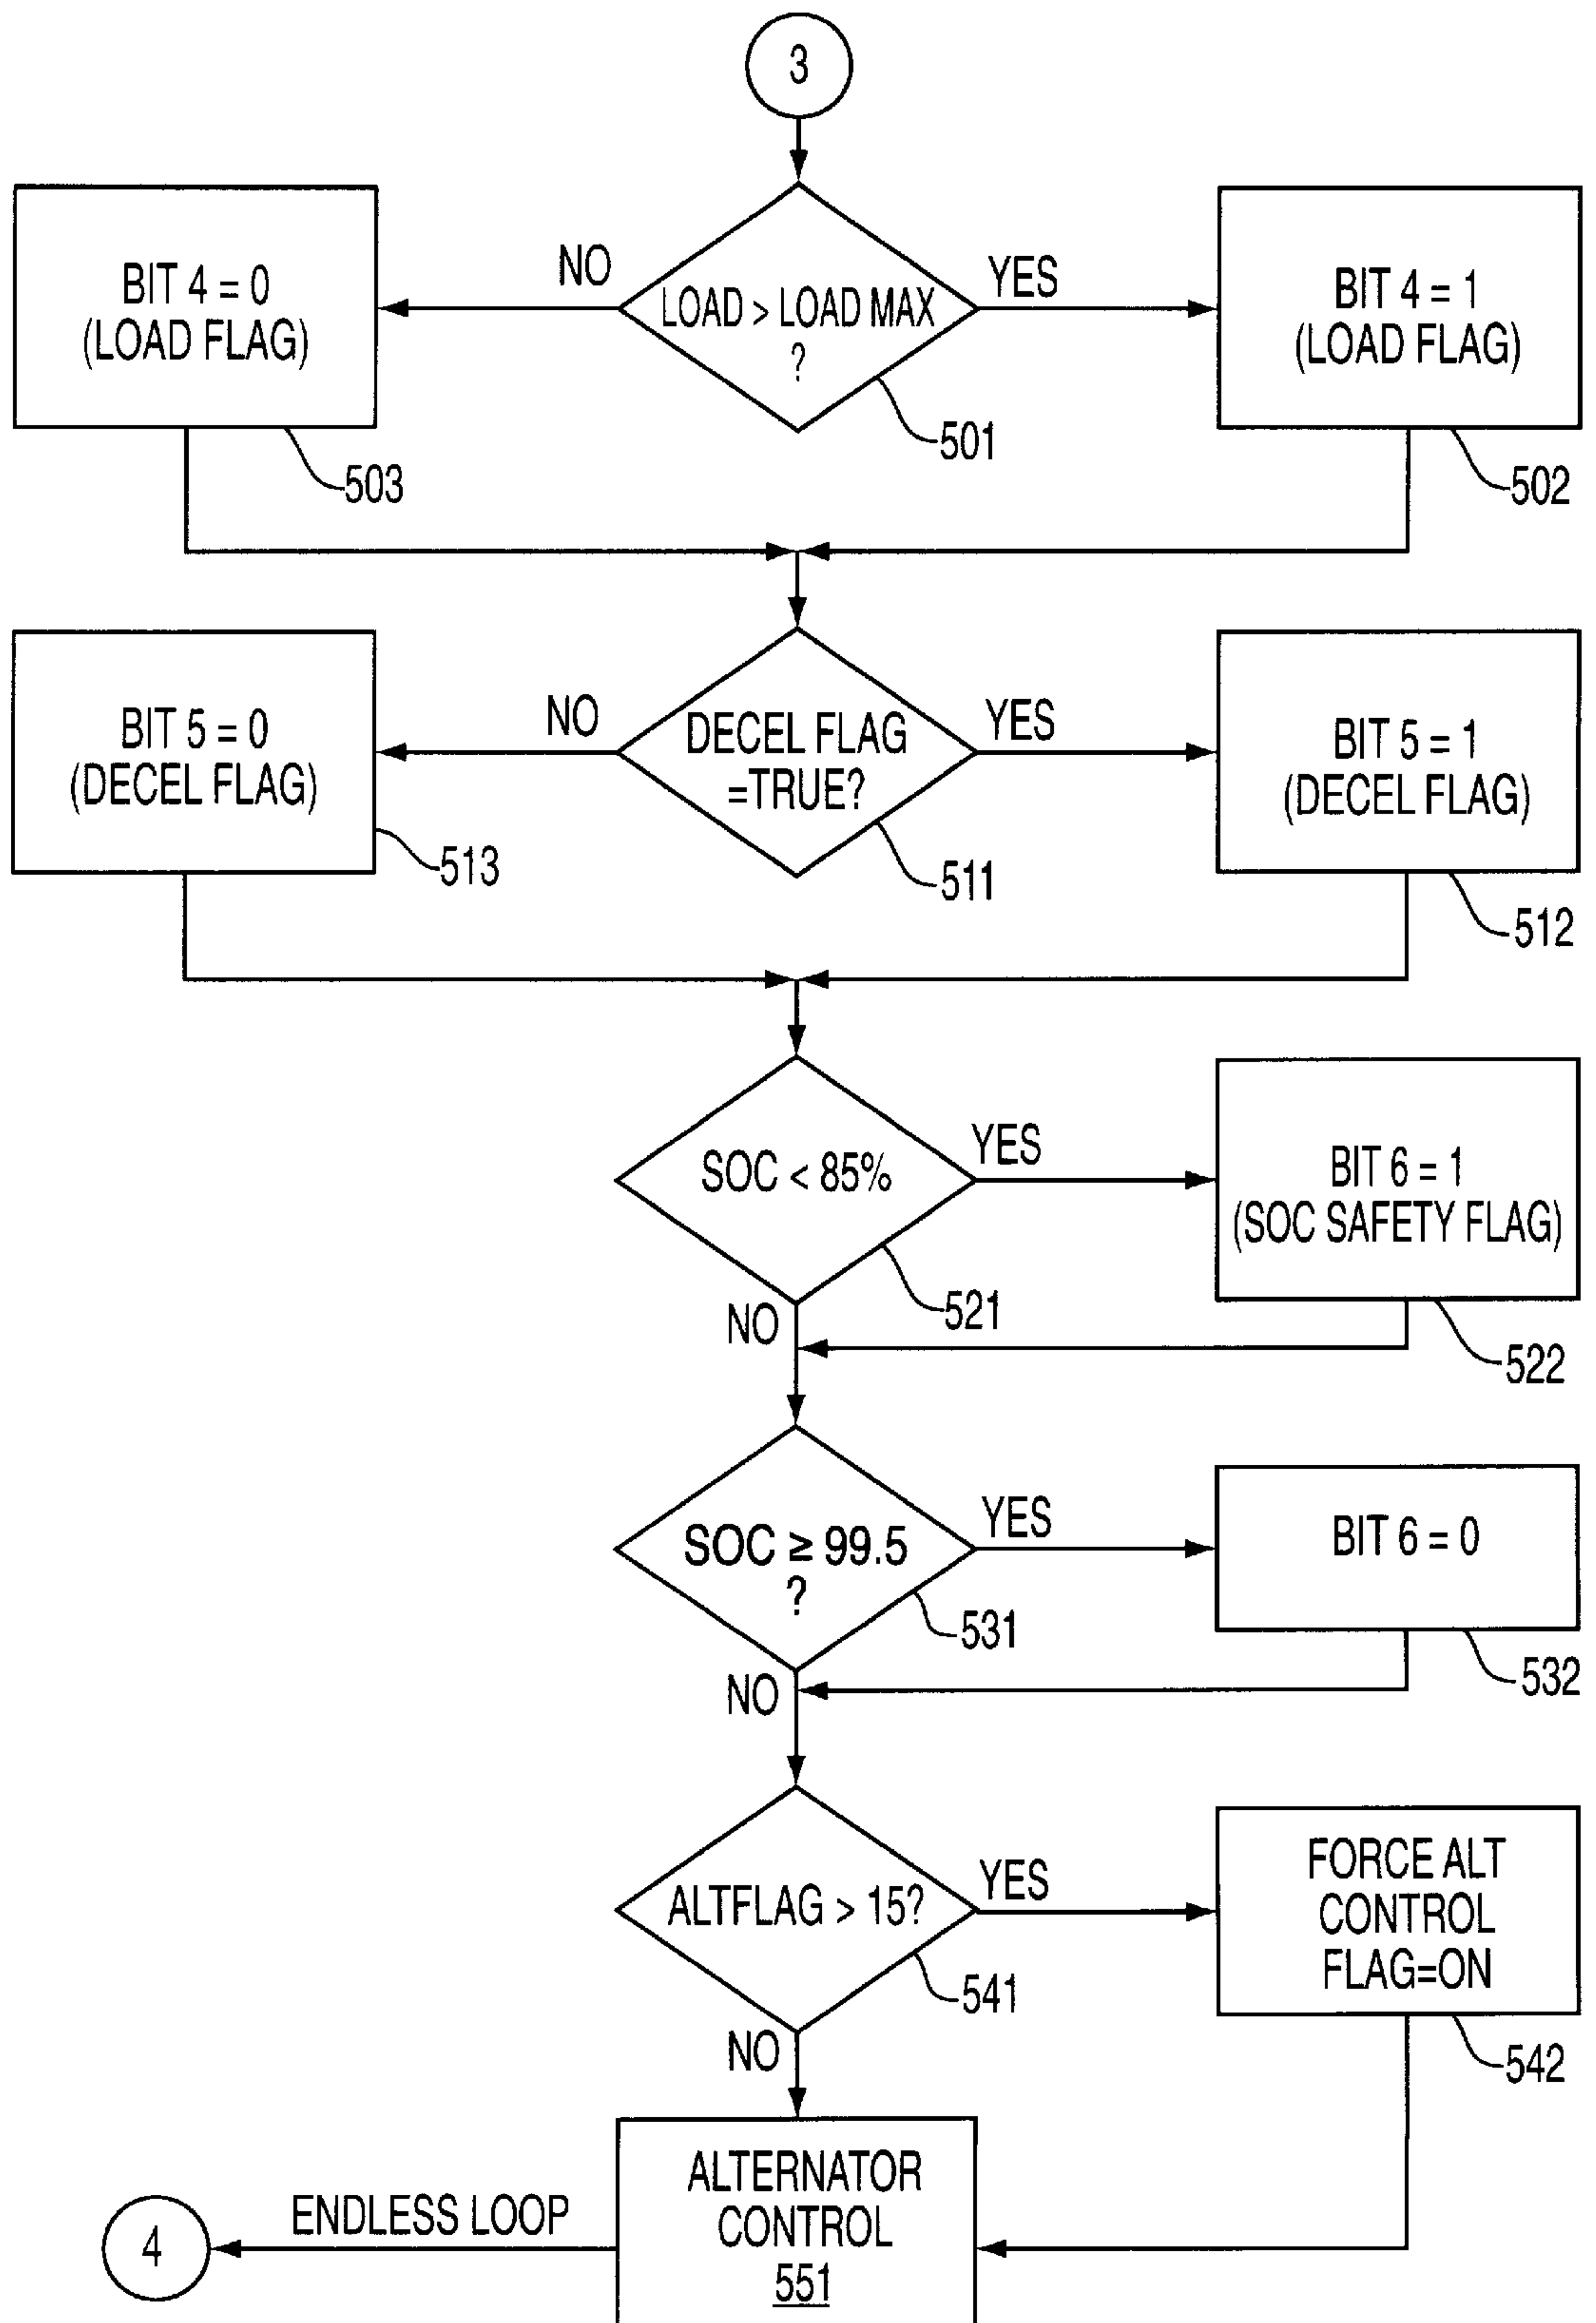 3
NO
YES
BIT 4 = 0
(LOAD FLAG)
LOAD > LOAD MAX
?
BIT 4 = 1
(LOAD FLAG)
501
503
502
NO
YES
BIT 5 = 0
(DECEL FLAG)
DECEL FLAG
=TRUE?
BIT 5 = 1
(DECEL FLAG)
513
511
512
SOC < 85%
YES
BIT 6 = 1
(SOC SAFETY FLAG)
521
NO
522
SOC ≥ 99.5
?
YES
BIT 6 = 0
531
NO
532
ALTFLAG > 15?
YES
FORCE ALT
CONTROL
FLAG=ON
541
NO
542
ALTERNATOR
CONTROL
551
ENDLESS LOOP
4